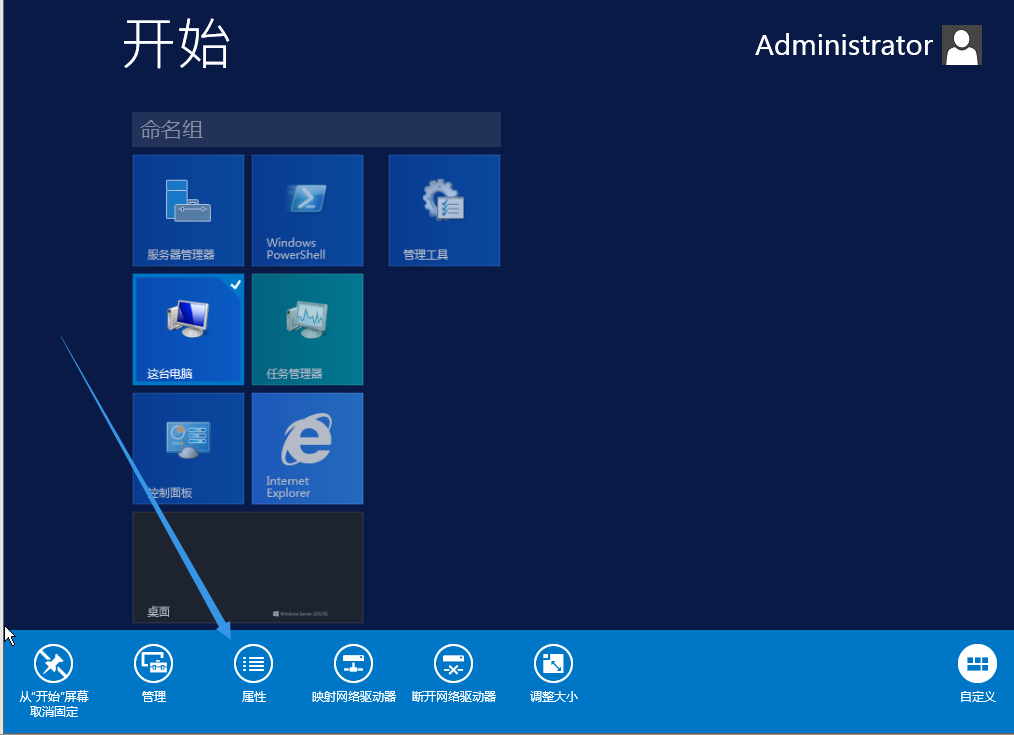 开始
Administrator
命名组
服务器管理器
Windows
PowerShell
管理工具
这台电脑
任务管理器
控制面板
Internet
Explorer
桌面
Windows Server 2012 R2
从"开始"屏幕
取消固定
管理
属性
映射网络驱动器
断开网络驱动器
调整大小
自定义